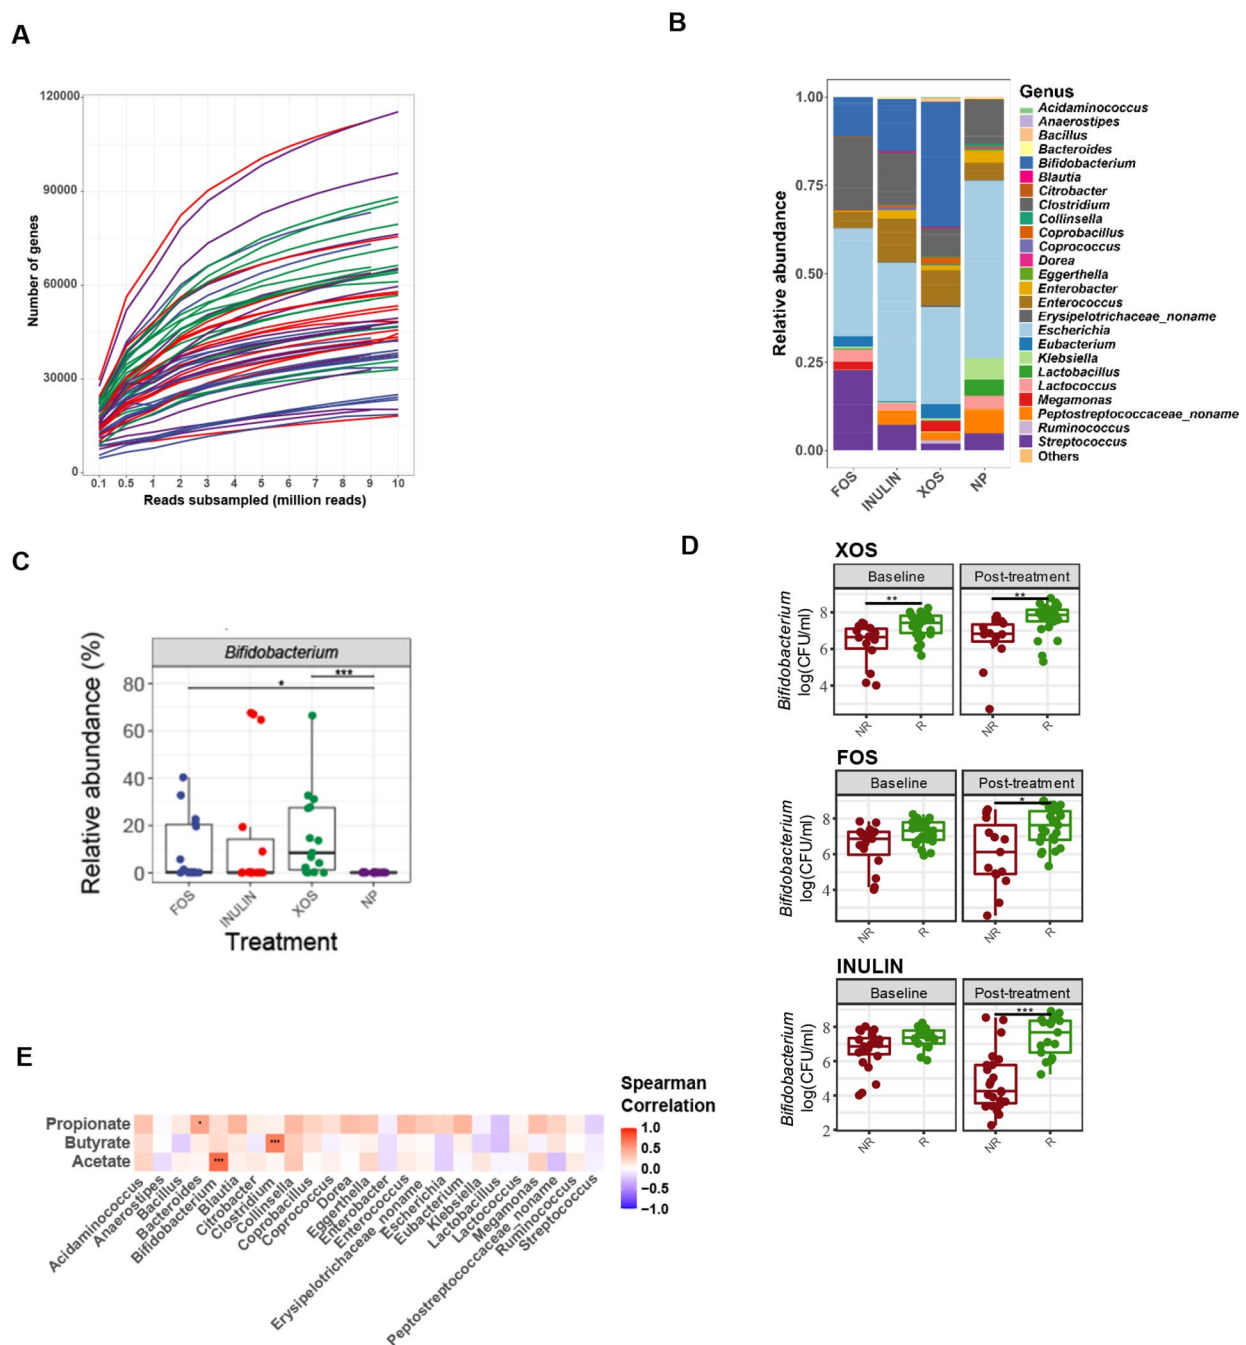 A
120000
90000
60000
30000
0
Number of genes
0.1 0.5 1 2 3 4 5 6 7 8 9 10
Reads subsampled (million reads)
B
1.00
0.75
0.50
0.25
0.00
Relative abundance
FOS INULIN XOS NP
Genus
Acidaminococcus
Anaerostipes
Bacillus
Bacteroides
Bifidobacterium
Blautia
Citrobacter
Clostridium
Collinsella
Coprobacillus
Coprococcus
Dorea
Eggerthella
Enterobacter
Enterococcus
Erysipelotrichaceae_noname
Escherichia
Eubacterium
Klebsiella
Lactobacillus
Lactococcus
Megamonas
Peptostreptococcaceae_noname
Ruminococcus
Streptococcus
Others
C
Bifidobacterium
80
60
40
20
0
Relative abundance (%)
* ***
FOS INULIN XOS NP
Treatment
D
XOS
Baseline Post-treatment
** **
8
6
4
Bifidobacterium
log(CFU/ml)
NR R NR R
FOS
Baseline Post-treatment
*
8
6
4
Bifidobacterium
log(CFU/ml)
NR R NR R
INULIN
Baseline Post-treatment
***
8
6
4
2
Bifidobacterium
log(CFU/ml)
NR R NR R
E
Propionate *
Butyrate ***
Acetate ***
Acidaminococcus
Anaerostipes
Bacillus
Bacteroides
Bifidobacterium
Blautia
Citrobacter
Clostridium
Collinsella
Coprobacillus
Coprococcus
Dorea
Eggerthella
Enterobacter
Enterococcus
Erysipelotrichaceae_noname
Escherichia
Eubacterium
Klebsiella
Lactobacillus
Lactococcus
Megamonas
Peptostreptococcaceae_noname
Ruminococcus
Streptococcus
Spearman
Correlation
1.0
0.5
0.0
−0.5
−1.0